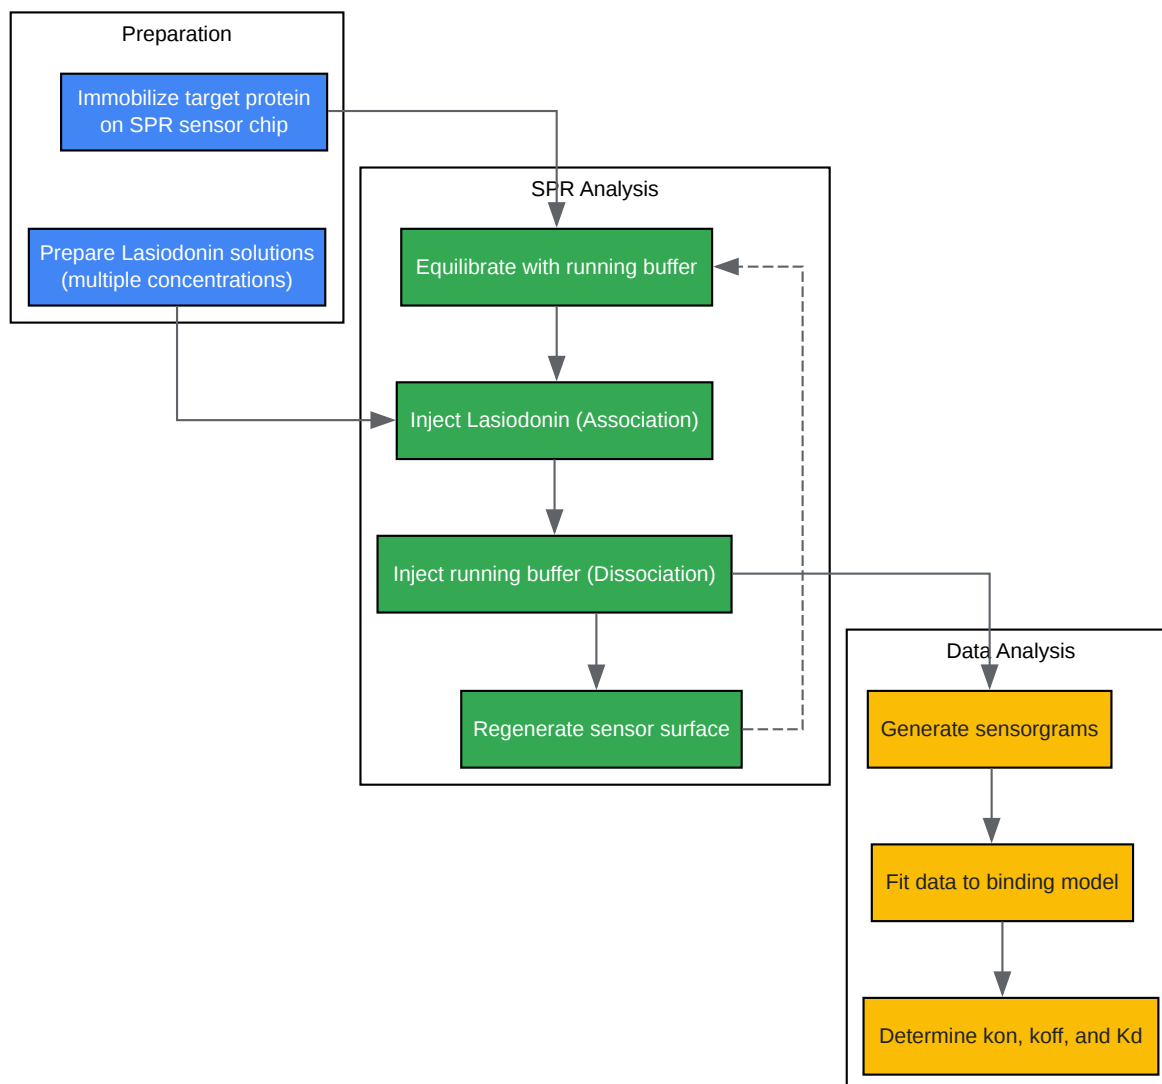 Preparation
Immobilize target protein
on SPR sensor chip
Prepare Lasiodonin solutions
(multiple concentrations)
SPR Analysis
Equilibrate with running buffer
Inject Lasiodonin (Association)
Inject running buffer (Dissociation)
Regenerate sensor surface
Data Analysis
Generate sensorgrams
Fit data to binding model
Determine kon, koff, and Kd